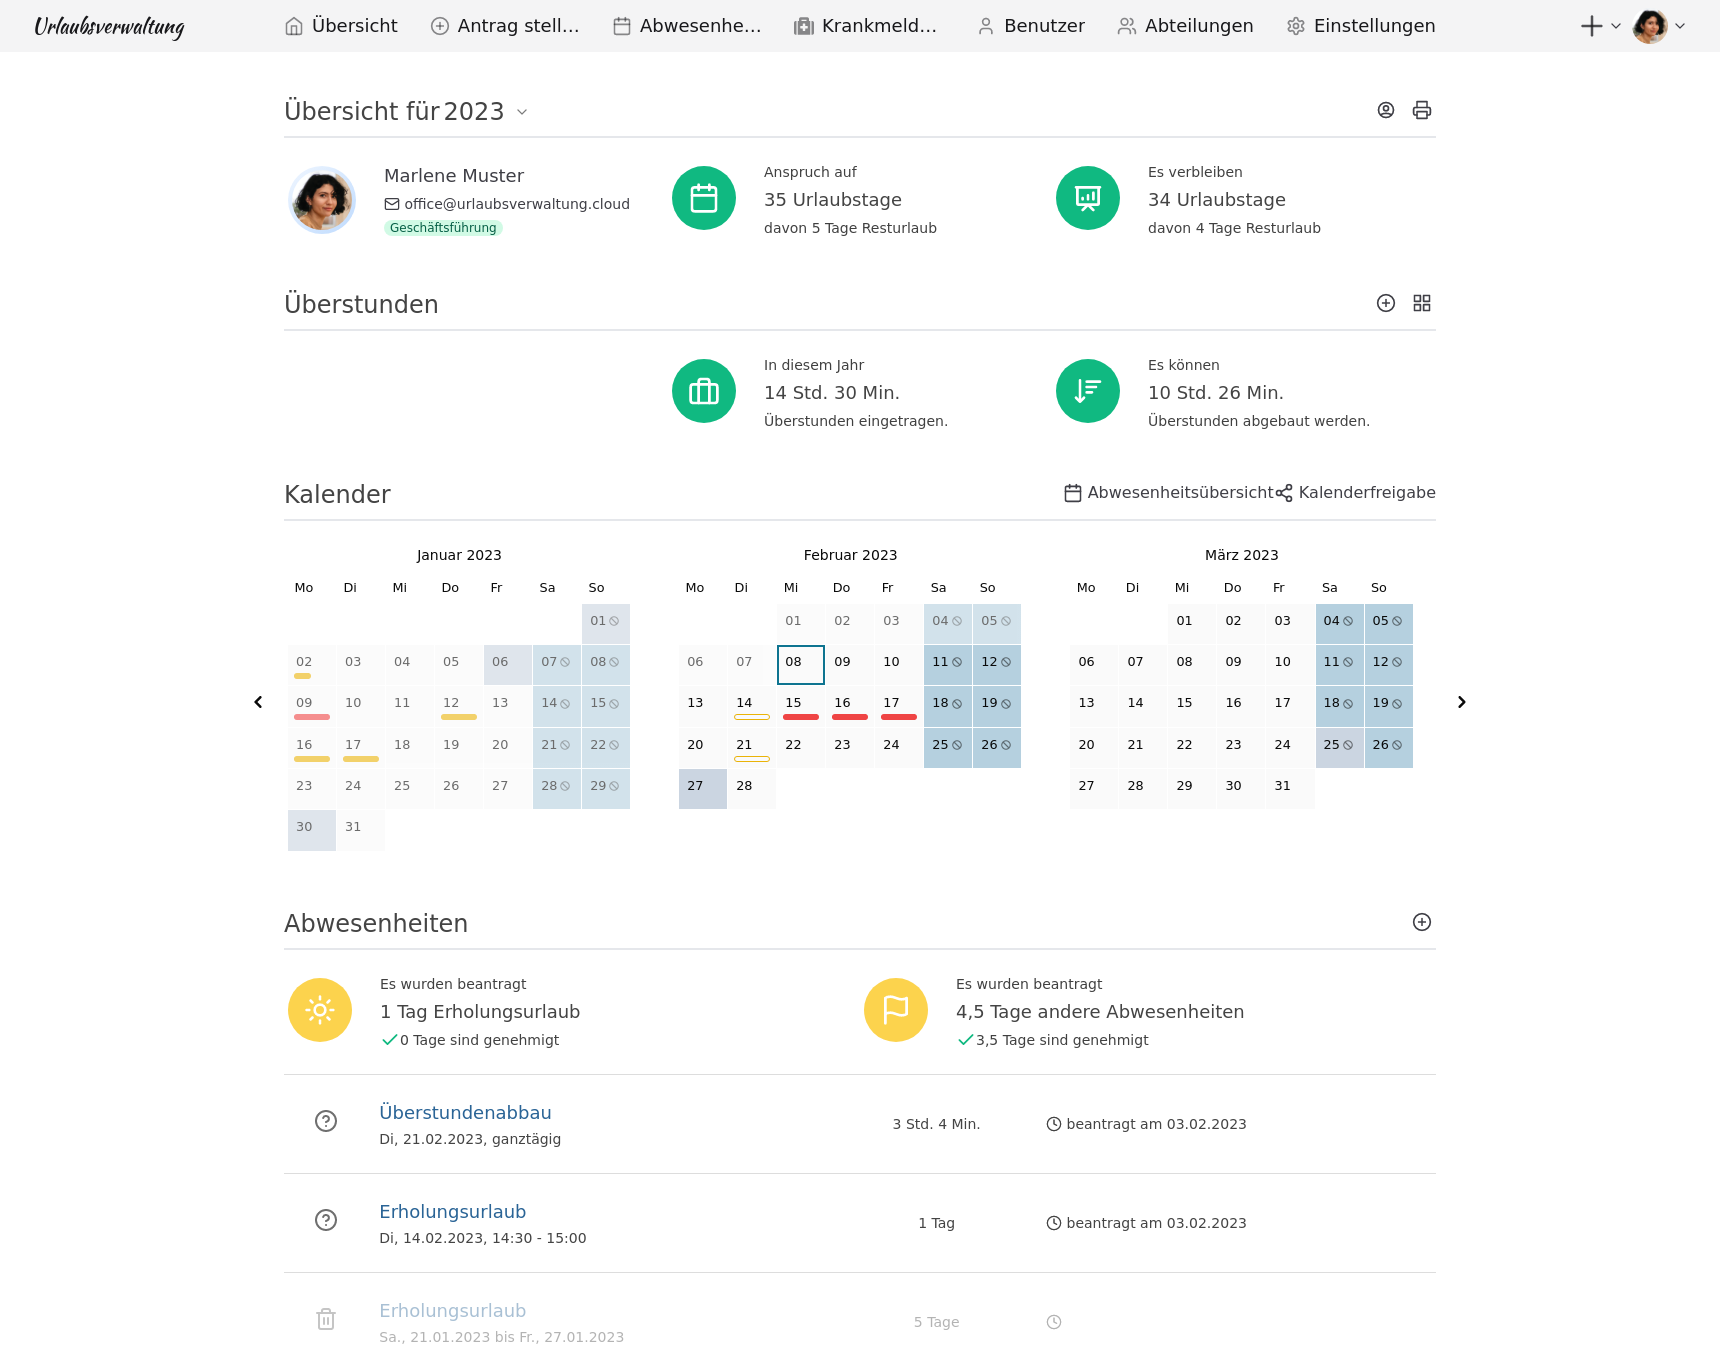 Urlaubsverwaltung Übersicht Antrag stell... Abwesenhe... Krankmeld... Benutzer Abteilungen Einstellungen
Übersicht für 2023
Marlene Muster
office@urlaubsverwaltung.cloud
Geschäftsführung
Anspruch auf
35 Urlaubstage
davon 5 Tage Resturlaub
Es verbleiben
34 Urlaubstage
davon 4 Tage Resturlaub
Überstunden
In diesem Jahr
14 Std. 30 Min.
Überstunden eingetragen.
Es können
10 Std. 26 Min.
Überstunden abgebaut werden.
Kalender Abwesenheitsübersicht Kalenderfreigabe
Januar 2023
Mo Di Mi Do Fr Sa So
01
02 03 04 05 06 07 08
09 10 11 12 13 14 15
16 17 18 19 20 21 22
23 24 25 26 27 28 29
30 31
Februar 2023
Mo Di Mi Do Fr Sa So
01 02 03 04 05
06 07 08 09 10 11 12
13 14 15 16 17 18 19
20 21 22 23 24 25 26
27 28
März 2023
Mo Di Mi Do Fr Sa So
01 02 03 04 05
06 07 08 09 10 11 12
13 14 15 16 17 18 19
20 21 22 23 24 25 26
27 28 29 30 31
Abwesenheiten
Es wurden beantragt
1 Tag Erholungsurlaub
0 Tage sind genehmigt
Es wurden beantragt
4,5 Tage andere Abwesenheiten
3,5 Tage sind genehmigt
Überstundenabbau
Di, 21.02.2023, ganztägig
3 Std. 4 Min.
beantragt am 03.02.2023
Erholungsurlaub
Di, 14.02.2023, 14:30 - 15:00
1 Tag
beantragt am 03.02.2023
Erholungsurlaub
Sa., 21.01.2023 bis Fr., 27.01.2023
5 Tage